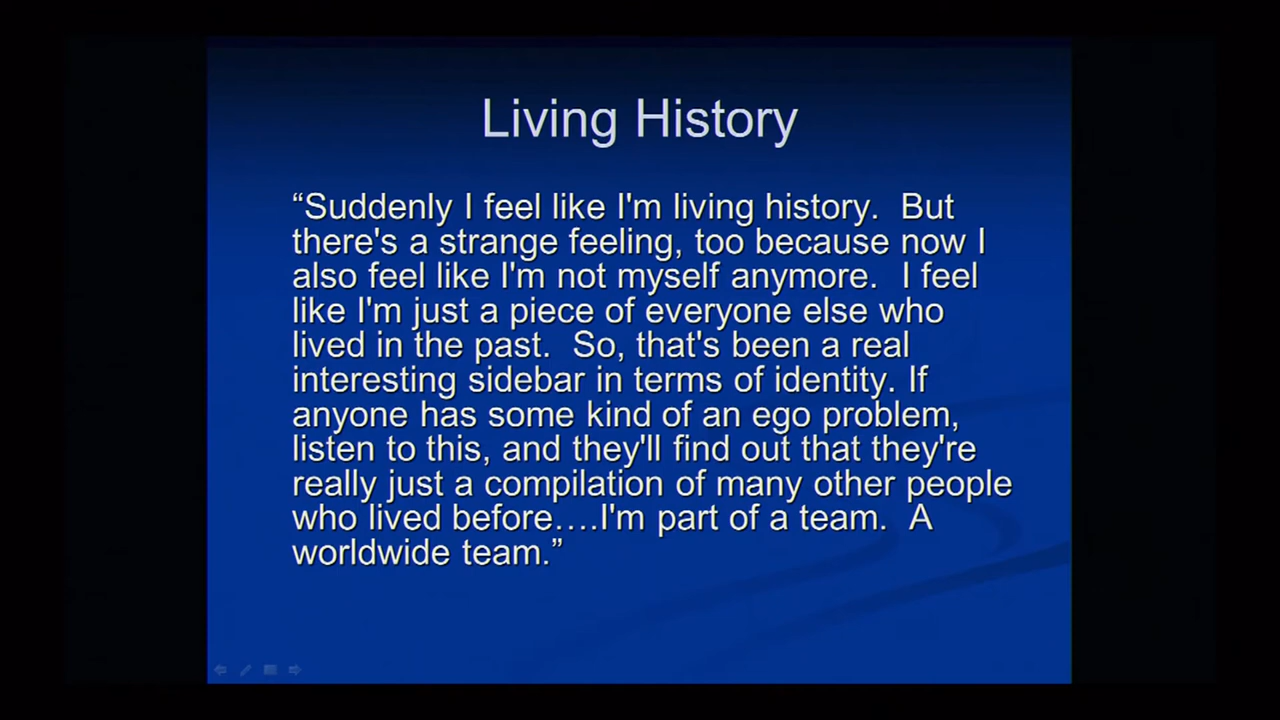 Living History
“Suddenly I feel like I'm living history.  But
there's a strange feeling, too because now I
also feel like I'm not myself anymore.  I feel
like I'm just a piece of everyone else who
lived in the past.  So, that's been a real
interesting sidebar in terms of identity. If
anyone has some kind of an ego problem,
listen to this, and they'll find out that they're
really just a compilation of many other people
who lived before….I'm part of a team.  A
worldwide team.”